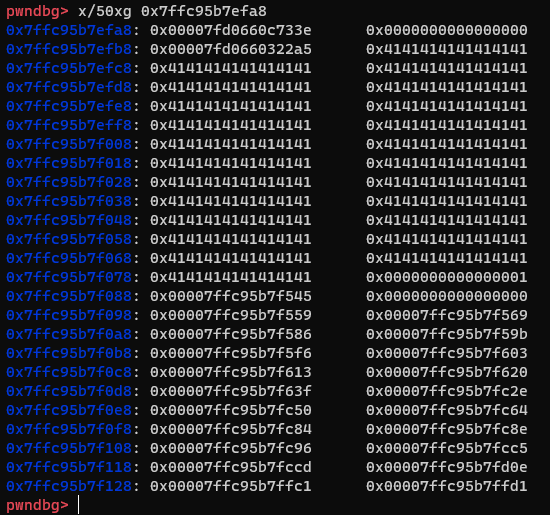 pwndbg> x/50xg 0x7ffc95b7efa8
0x7ffc95b7efa8: 0x00007fd0660c733e 0x0000000000000000
0x7ffc95b7efb8: 0x00007fd0660322a5 0x4141414141414141
0x7ffc95b7efc8: 0x4141414141414141 0x4141414141414141
0x7ffc95b7efd8: 0x4141414141414141 0x4141414141414141
0x7ffc95b7efe8: 0x4141414141414141 0x4141414141414141
0x7ffc95b7eff8: 0x4141414141414141 0x4141414141414141
0x7ffc95b7f008: 0x4141414141414141 0x4141414141414141
0x7ffc95b7f018: 0x4141414141414141 0x4141414141414141
0x7ffc95b7f028: 0x4141414141414141 0x4141414141414141
0x7ffc95b7f038: 0x4141414141414141 0x4141414141414141
0x7ffc95b7f048: 0x4141414141414141 0x4141414141414141
0x7ffc95b7f058: 0x4141414141414141 0x4141414141414141
0x7ffc95b7f068: 0x4141414141414141 0x4141414141414141
0x7ffc95b7f078: 0x4141414141414141 0x0000000000000001
0x7ffc95b7f088: 0x00007ffc95b7f545 0x0000000000000000
0x7ffc95b7f098: 0x00007ffc95b7f559 0x00007ffc95b7f569
0x7ffc95b7f0a8: 0x00007ffc95b7f586 0x00007ffc95b7f59b
0x7ffc95b7f0b8: 0x00007ffc95b7f5f6 0x00007ffc95b7f603
0x7ffc95b7f0c8: 0x00007ffc95b7f613 0x00007ffc95b7f620
0x7ffc95b7f0d8: 0x00007ffc95b7f63f 0x00007ffc95b7fc2e
0x7ffc95b7f0e8: 0x00007ffc95b7fc50 0x00007ffc95b7fc64
0x7ffc95b7f0f8: 0x00007ffc95b7fc84 0x00007ffc95b7fc8e
0x7ffc95b7f108: 0x00007ffc95b7fc96 0x00007ffc95b7fcc5
0x7ffc95b7f118: 0x00007ffc95b7fccd 0x00007ffc95b7fd0e
0x7ffc95b7f128: 0x00007ffc95b7ffc1 0x00007ffc95b7ffd1
pwndbg>